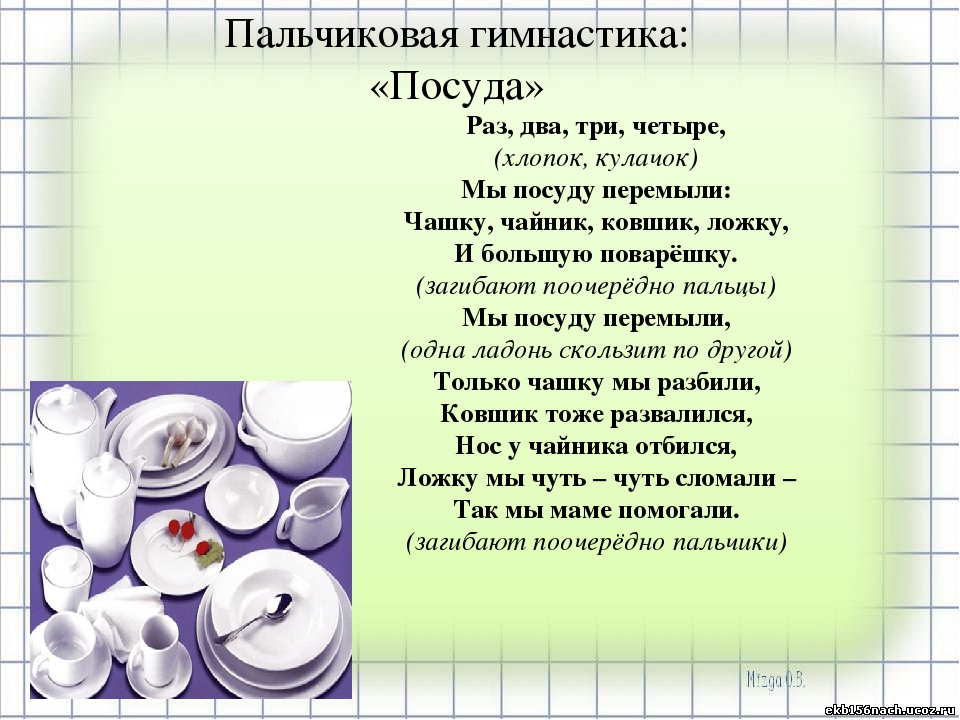 Пальчиковая гимнастика:
«Посуда»
Раз, два, три, четыре,
(хлопок, кулачок)
Мы посуду перемыли:
Чашку, чайник, ковшик, ложку,
И большую поварёшку.
(загибают поочерёдно пальцы)
Мы посуду перемыли,
(одна ладонь скользит по другой)
Только чашку мы разбили,
Ковшик тоже развалился,
Нос у чайника отбился,
Ложку мы чуть – чуть сломали –
Так мы маме помогали.
(загибают поочерёдно пальчики)
Mizga O.B.
ekb156nach.ucoz.ru